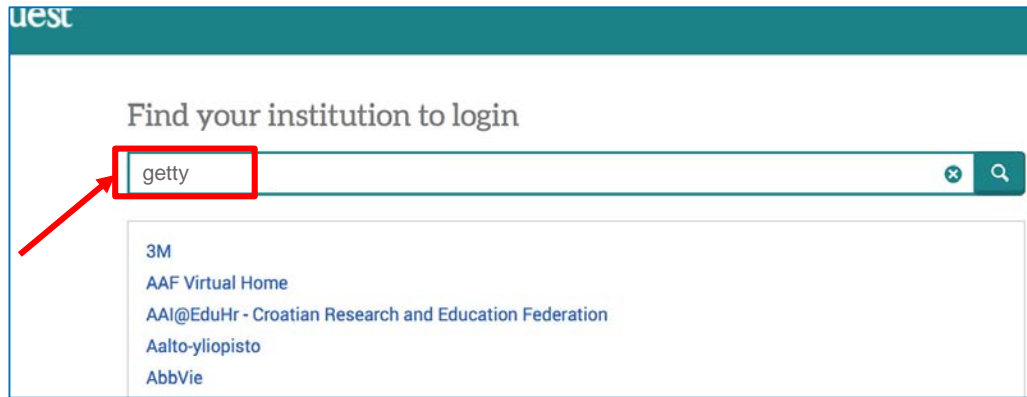 uest
Find your institution to login
getty
3M
AAF Virtual Home
AAI@EduHr - Croatian Research and Education Federation
Aalto-yliopisto
AbbVie